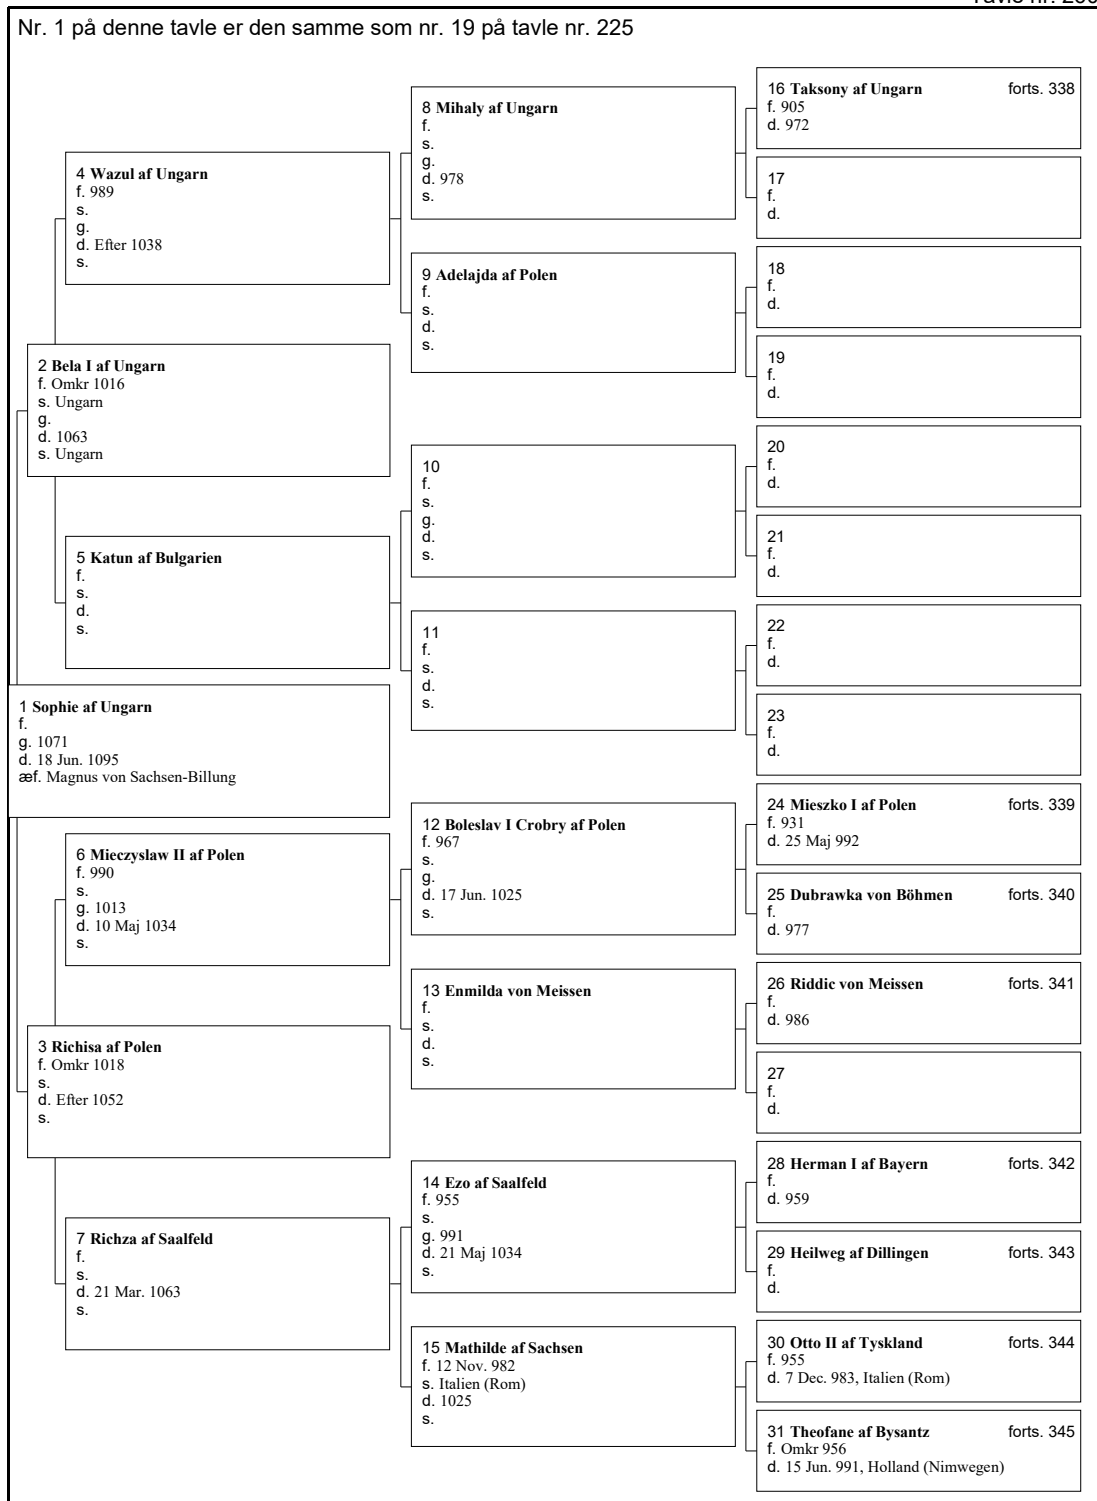 Nr. 1 på denne tavle er den samme som nr. 19 på tavle nr. 225
16 Taksony af Ungarn forts. 338
f. 905
d. 972
8 Mihaly af Ungarn
f.
s.
g.
d. 978
s.
17
f.
d.
4 Wazul af Ungarn
f. 989
s.
g.
d. Efter 1038
s.
18
f.
d.
9 Adelajda af Polen
f.
s.
d.
s.
19
f.
d.
2 Bela I af Ungarn
f. Omkr 1016
s. Ungarn
g.
d. 1063
s. Ungarn
20
f.
d.
10
f.
s.
g.
d.
s.
21
f.
d.
5 Katun af Bulgarien
f.
s.
d.
s.
22
f.
d.
11
f.
s.
d.
s.
23
f.
d.
1 Sophie af Ungarn
f.
g. 1071
d. 18 Jun. 1095
æf. Magnus von Sachsen-Billung
24 Mieszko I af Polen forts. 339
f. 931
d. 25 Maj 992
12 Boleslav I Crobry af Polen
f. 967
s.
g.
d. 17 Jun. 1025
s.
25 Dubrawka von Böhmen forts. 340
f.
d. 977
6 Mieczyslaw II af Polen
f. 990
s.
g. 1013
d. 10 Maj 1034
s.
26 Riddic von Meissen forts. 341
f.
d. 986
13 Enmilda von Meissen
f.
s.
d.
s.
27
f.
d.
3 Richisa af Polen
f. Omkr 1018
s.
d. Efter 1052
s.
28 Herman I af Bayern forts. 342
f.
d. 959
14 Ezo af Saalfeld
f. 955
s.
g. 991
d. 21 Maj 1034
s.
29 Heilweg af Dillingen forts. 343
f.
d.
7 Richza af Saalfeld
f.
s.
d. 21 Mar. 1063
s.
30 Otto II af Tyskland forts. 344
f. 955
d. 7 Dec. 983, Italien (Rom)
15 Mathilde af Sachsen
f. 12 Nov. 982
s. Italien (Rom)
d. 1025
s.
31 Theofane af Bysantz forts. 345
f. Omkr 956
d. 15 Jun. 991, Holland (Nimwegen)